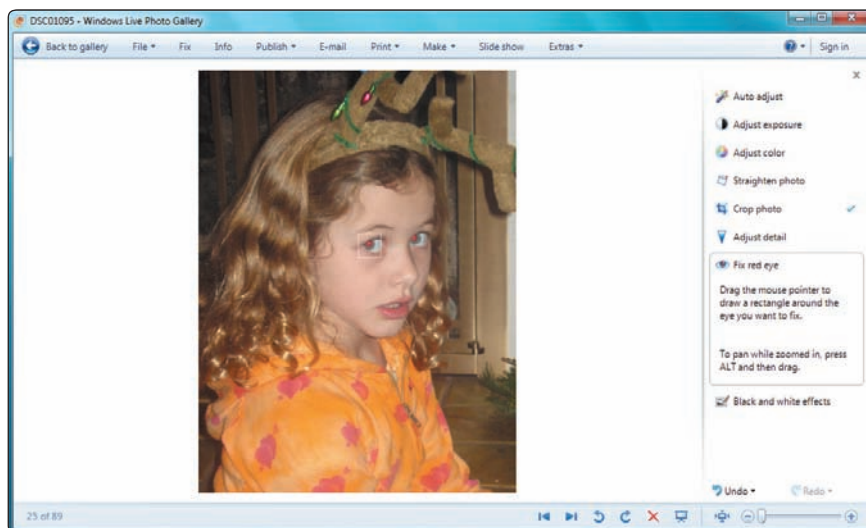 DSC01095 - Windows Live Photo Gallery
Back to gallery File Fix Info Publish E-mail Print Make Slide show Extras Sign in
Auto adjust
Adjust exposure
Adjust color
Straighten photo
Crop photo
Adjust detail
Fix red eye
Drag the mouse pointer to
draw a rectangle around the
eye you want to fix.
To pan while zoomed in, press
ALT and then drag.
Black and white effects
Undo Redo
25 of 89